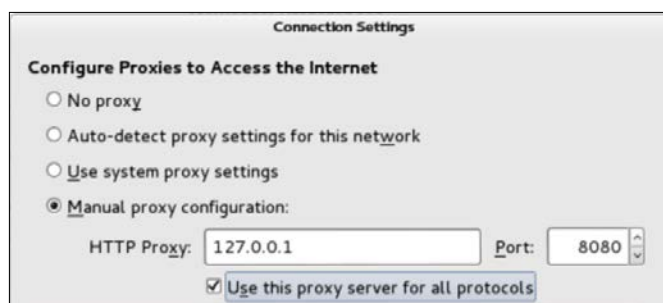 Connection Settings
Configure Proxies to Access the Internet
No proxy
Auto-detect proxy settings for this network
Use system proxy settings
Manual proxy configuration:
HTTP Proxy: 127.0.0.1 Port: 8080
Use this proxy server for all protocols